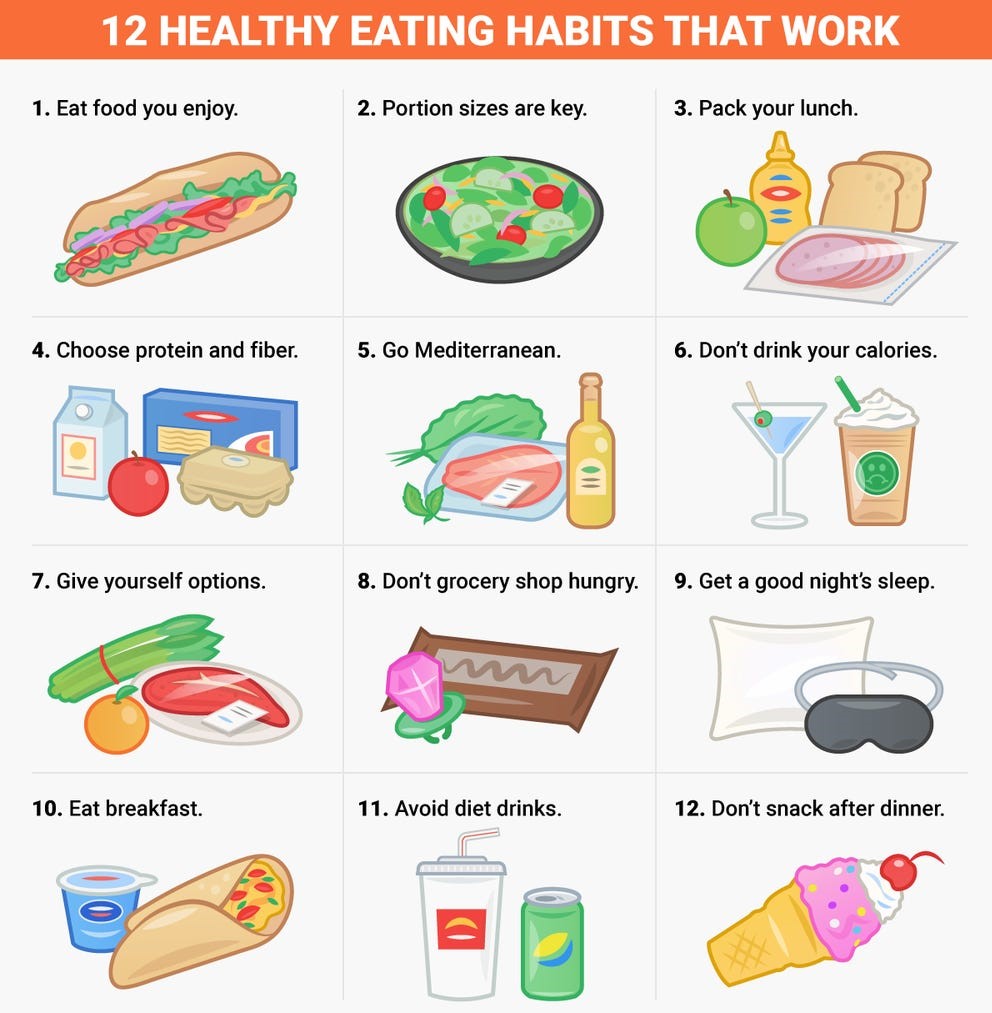 12 HEALTHY EATING HABITS THAT WORK
1. Eat food you enjoy.
2. Portion sizes are key.
3. Pack your lunch.
4. Choose protein and fiber.
5. Go Mediterranean.
6. Don’t drink your calories.
7. Give yourself options.
8. Don’t grocery shop hungry.
9. Get a good night’s sleep.
10. Eat breakfast.
11. Avoid diet drinks.
12. Don’t snack after dinner.